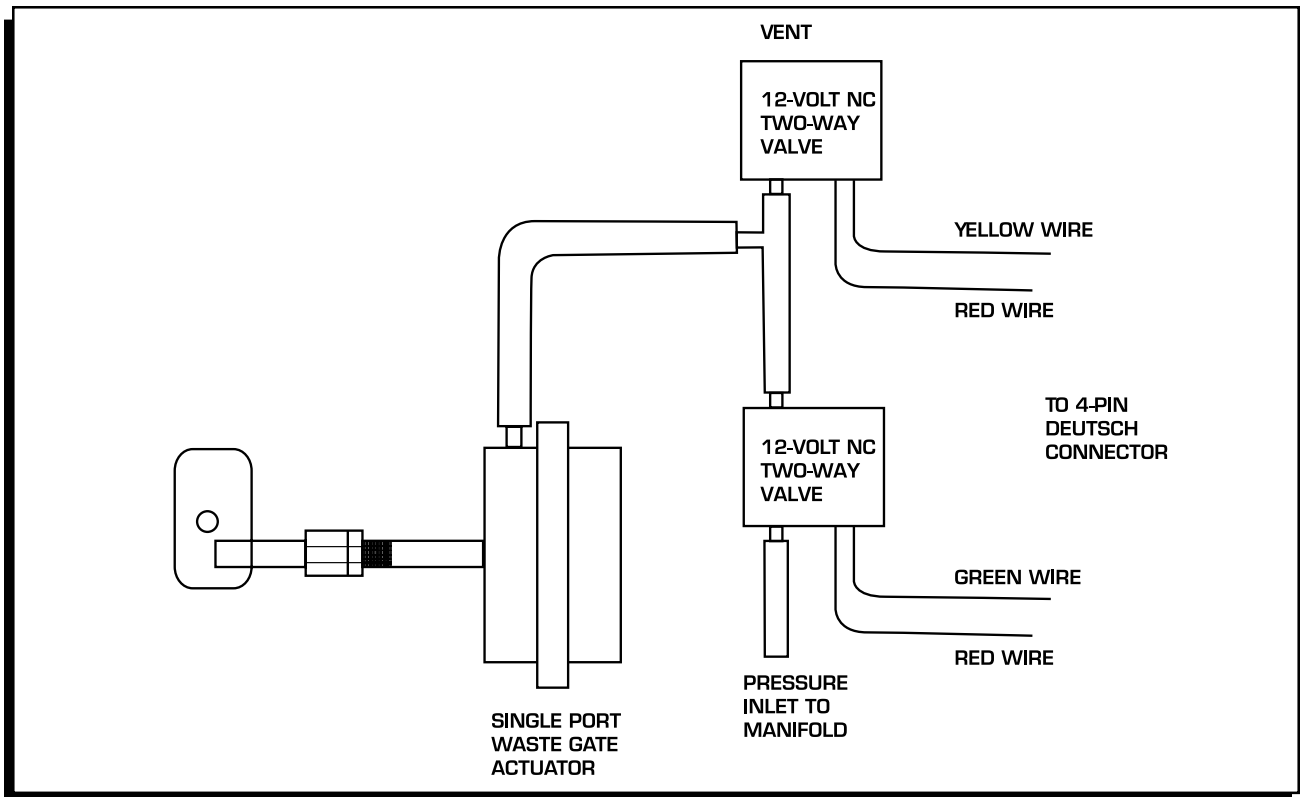 VENT
12-VOLT NC
TWO-WAY
VALVE
YELLOW WIRE
RED WIRE
TO 4-PIN
DEUTSCH
CONNECTOR
12-VOLT NC
TWO-WAY
VALVE
GREEN WIRE
RED WIRE
PRESSURE
INLET TO
MANIFOLD
SINGLE PORT
WASTE GATE
ACTUATOR